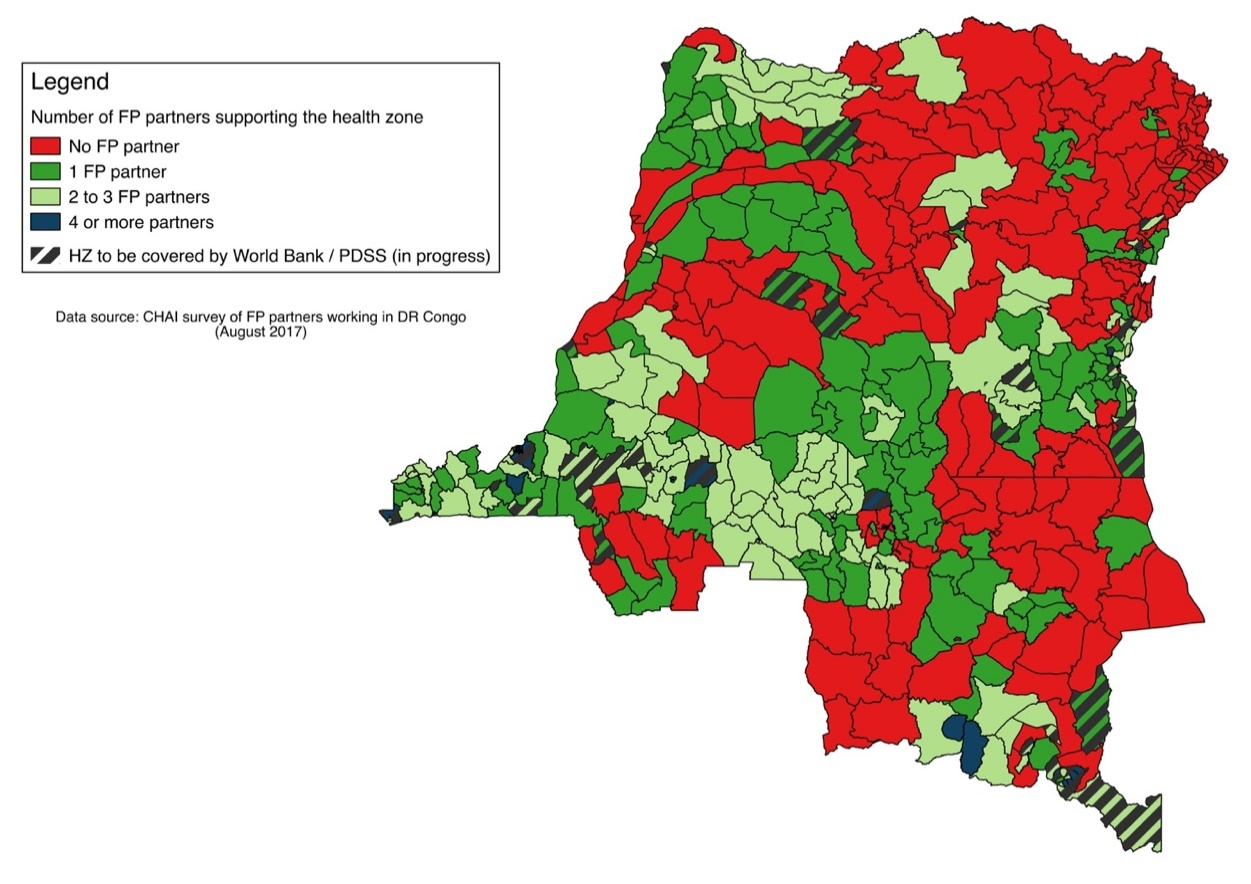 Legend
Number of FP partners supporting the health zone
No FP partner
1 FP partner
2 to 3 FP partners
4 or more partners
HZ to be covered by World Bank / PDSS (in progress)
Data source: CHAI survey of FP partners working in DR Congo
(August 2017)